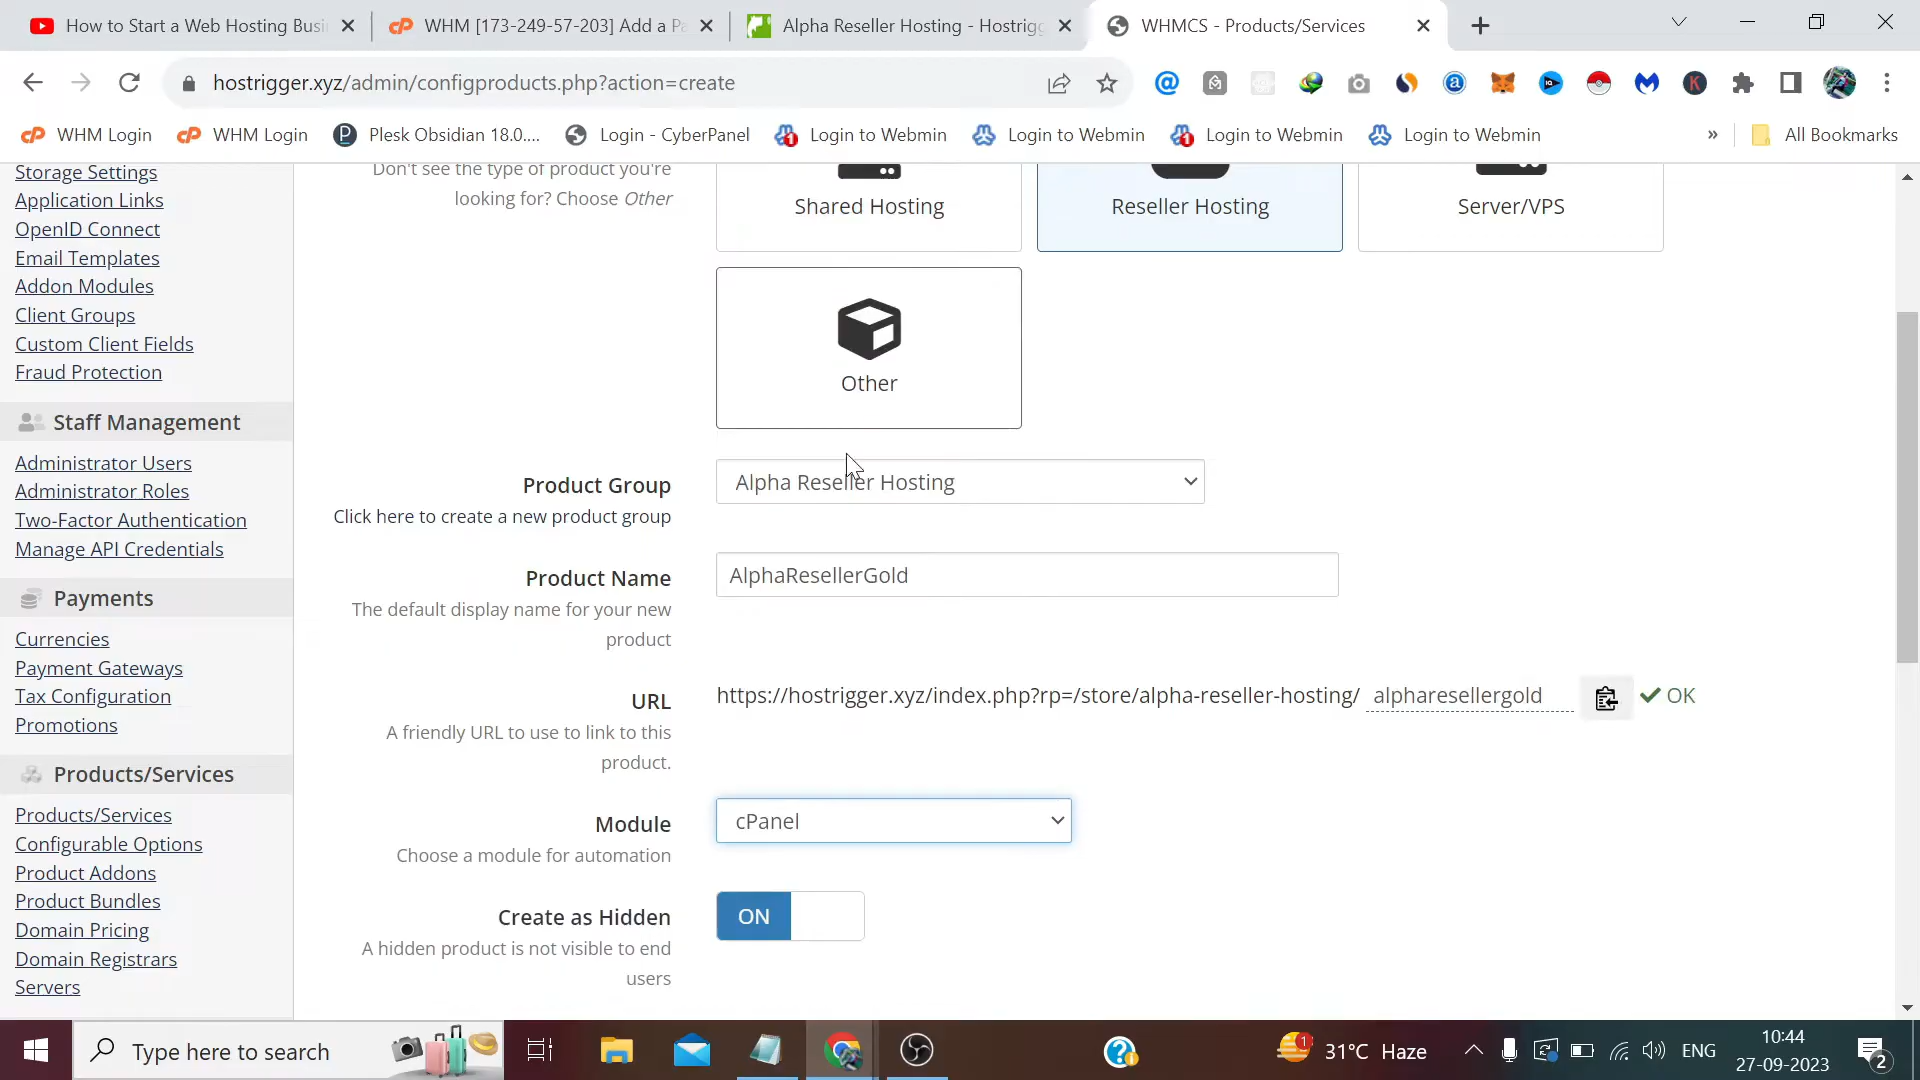 How to Start a Web Hosting Busi
WHM [173-249-57-203] Add a Pa
Alpha Reseller Hosting - Hostrigg
WHMCS - Products/Services
hostrigger.xyz/admin/configproducts.php?action=create
WHM Login
WHM Login
Plesk Obsidian 18.0....
Login - CyberPanel
Login to Webmin
Login to Webmin
Login to Webmin
Login to Webmin
»
All Bookmarks
Storage Settings
Application Links
OpenID Connect
Email Templates
Addon Modules
Client Groups
Custom Client Fields
Fraud Protection
Staff Management
Administrator Users
Administrator Roles
Two-Factor Authentication
Manage API Credentials
Payments
Currencies
Payment Gateways
Tax Configuration
Promotions
Products/Services
Products/Services
Configurable Options
Product Addons
Product Bundles
Domain Pricing
Domain Registrars
Servers
Don't see the type of product you're
looking for? Choose Other
Shared Hosting
Reseller Hosting
Server/VPS
Other
Product Group
Click here to create a new product group
Alpha Reseller Hosting
Product Name
The default display name for your new
product
AlphaResellerGold
URL
A friendly URL to use to link to this
product.
https://hostrigger.xyz/index.php?rp=/store/alpha-reseller-hosting/ alpharesellergold
OK
Module
Choose a module for automation
cPanel
Create as Hidden
A hidden product is not visible to end
users
ON
Type here to search
1
31°C Haze
ENG
10:44
27-09-2023
2